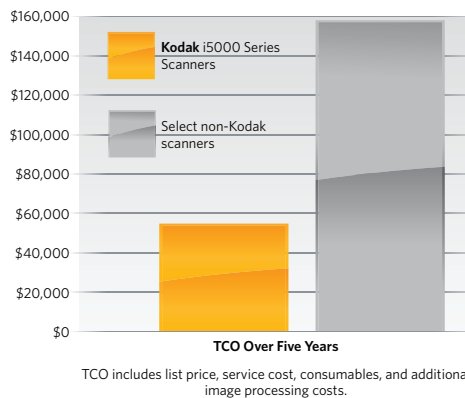 $160,000
$140,000
$120,000
$100,000
$80,000
$60,000
$40,000
$20,000
$0
Kodak i5000 Series
Scanners
Select non-Kodak
scanners
TCO Over Five Years
TCO includes list price, service cost, consumables, and additiona
image processing costs.